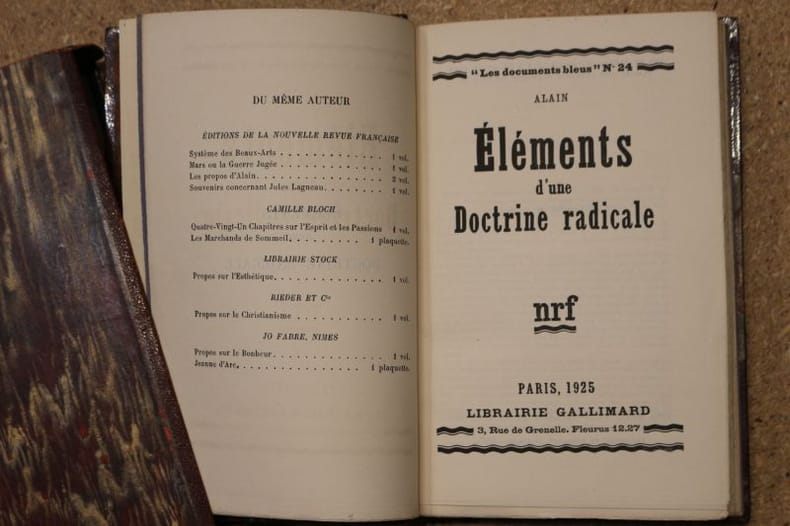 DU MÊME AUTEUR
ÉDITIONS DE LA NOUVELLE REVUE FRANÇAISE
Système des Beaux-Arts . . . . . . . . . . . . . 1 vol.
Mars ou la Guerre Jugée . . . . . . . . . . . . . 1 vol.
Les propos d'Alain. . . . . . . . . . . . . . . 2 vol.
Souvenirs concernant Jules Lagneau. . . . . . . . 1 vol.
CAMILLE BLOCH
Quatre-Vingt-Un Chapitres sur l'Esprit et les Passions 1 vol.
Les Marchands de Sommeil. . . . . . . . . 1 plaquette.
LIBRAIRIE STOCK
Propos sur l'Esthétique. . . . . . . . . . . . . 1 vol.
RIEDER ET Cie
Propos sur le Christianisme . . . . . . . . . . . 1 vol.
JO FABRE, NIMES
Propos sur le Bonheur. . . . . . . . . . . . . 1 vol.
Jeanne d'Arc. . . . . . . . . . . . . . . 1 plaquette.
"Les documents bleus" N° 24
ALAIN
Éléments
d'une
Doctrine radicale
nrf
PARIS, 1925
LIBRAIRIE GALLIMARD
3, Rue de Grenelle. Fleurus 12.27